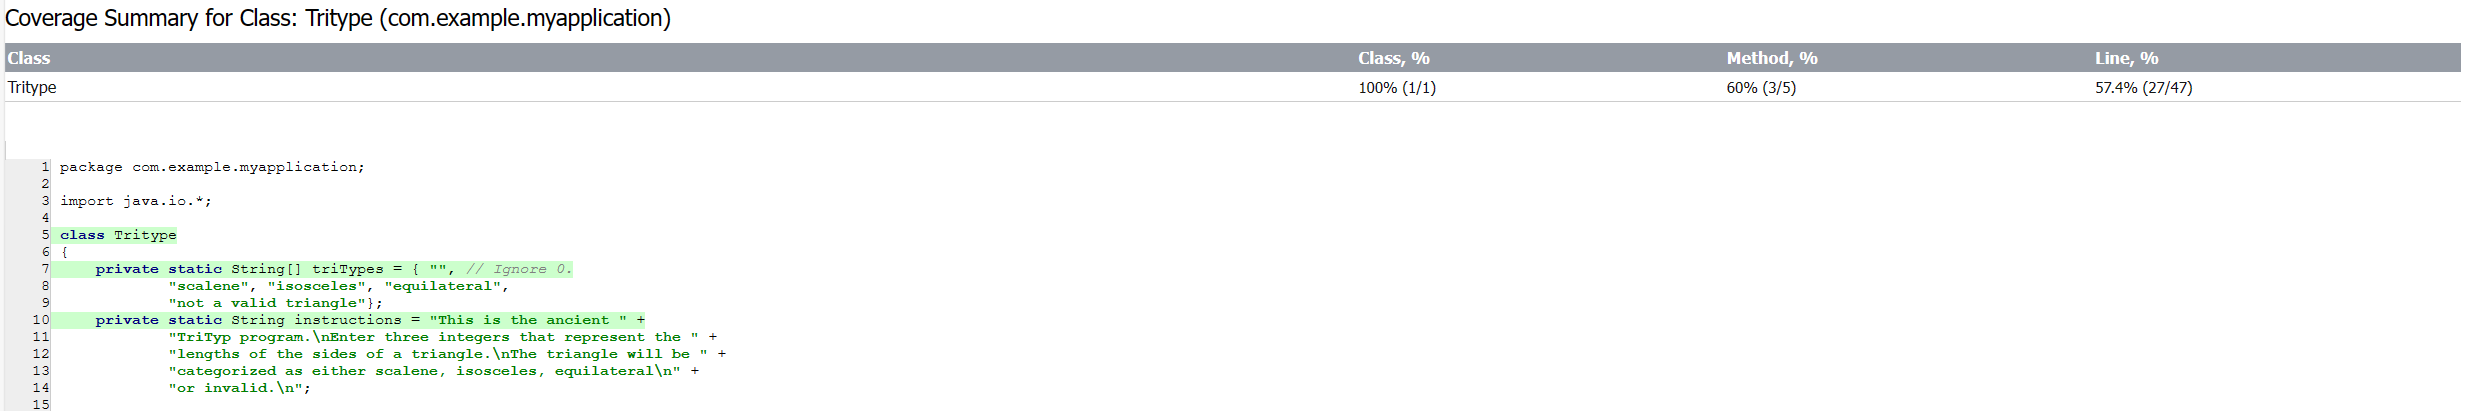 Coverage Summary for Class: Tritype (com.example.myapplication)
Class Class, % Method, % Line, %
Tritype 100% (1/1) 60% (3/5) 57.4% (27/47)
1 package com.example.myapplication;
2
3 import java.io.*;
4
5 class Tritype
6 {
7 private static String[] triTypes = { "", // Ignore 0.
8 "scalene", "isosceles", "equilateral",
9 "not a valid triangle"};
10 private static String instructions = "This is the ancient " +
11 "TriTyp program.\nEnter three integers that represent the " +
12 "lengths of the sides of a triangle.\nThe triangle will be " +
13 "categorized as either scalene, isosceles, equilateral\n" +
14 "or invalid.\n";
15